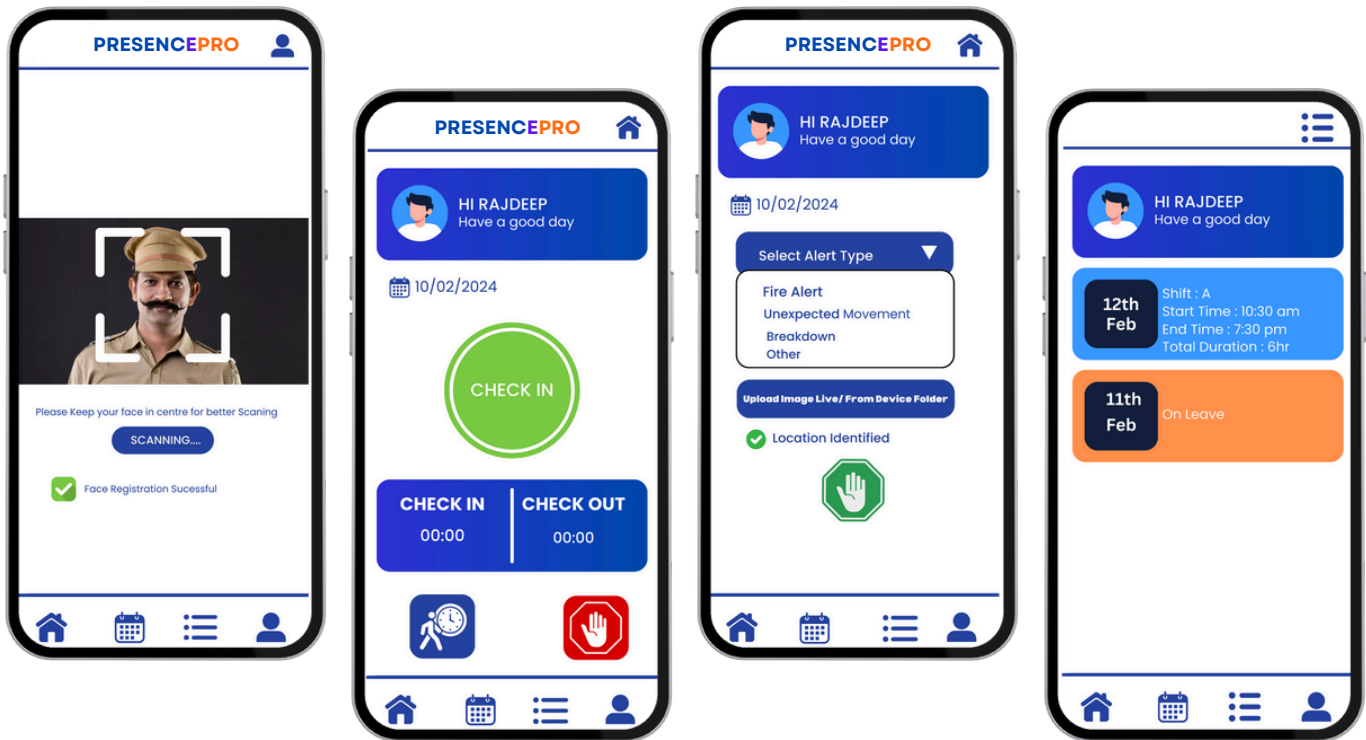 PRESENCEPRO
Please Keep your face in centre for better Scaning
SCANNING....
Face Registration Sucessful
PRESENCEPRO
HI RAJDEEP
Have a good day
10/02/2024
CHECK IN
CHECK IN
CHECK OUT
00:00
00:00
PRESENCEPRO
HI RAJDEEP
Have a good day
10/02/2024
Select Alert Type
Fire Alert
Unexpected Movement
Breakdown
Other
Upload Image Live/ From Device Folder
Location Identified
HI RAJDEEP
Have a good day
12th
Feb
Shift : A
Start Time : 10:30 am
End Time : 7:30 pm
Total Duration : 6hr
11th
Feb
On Leave